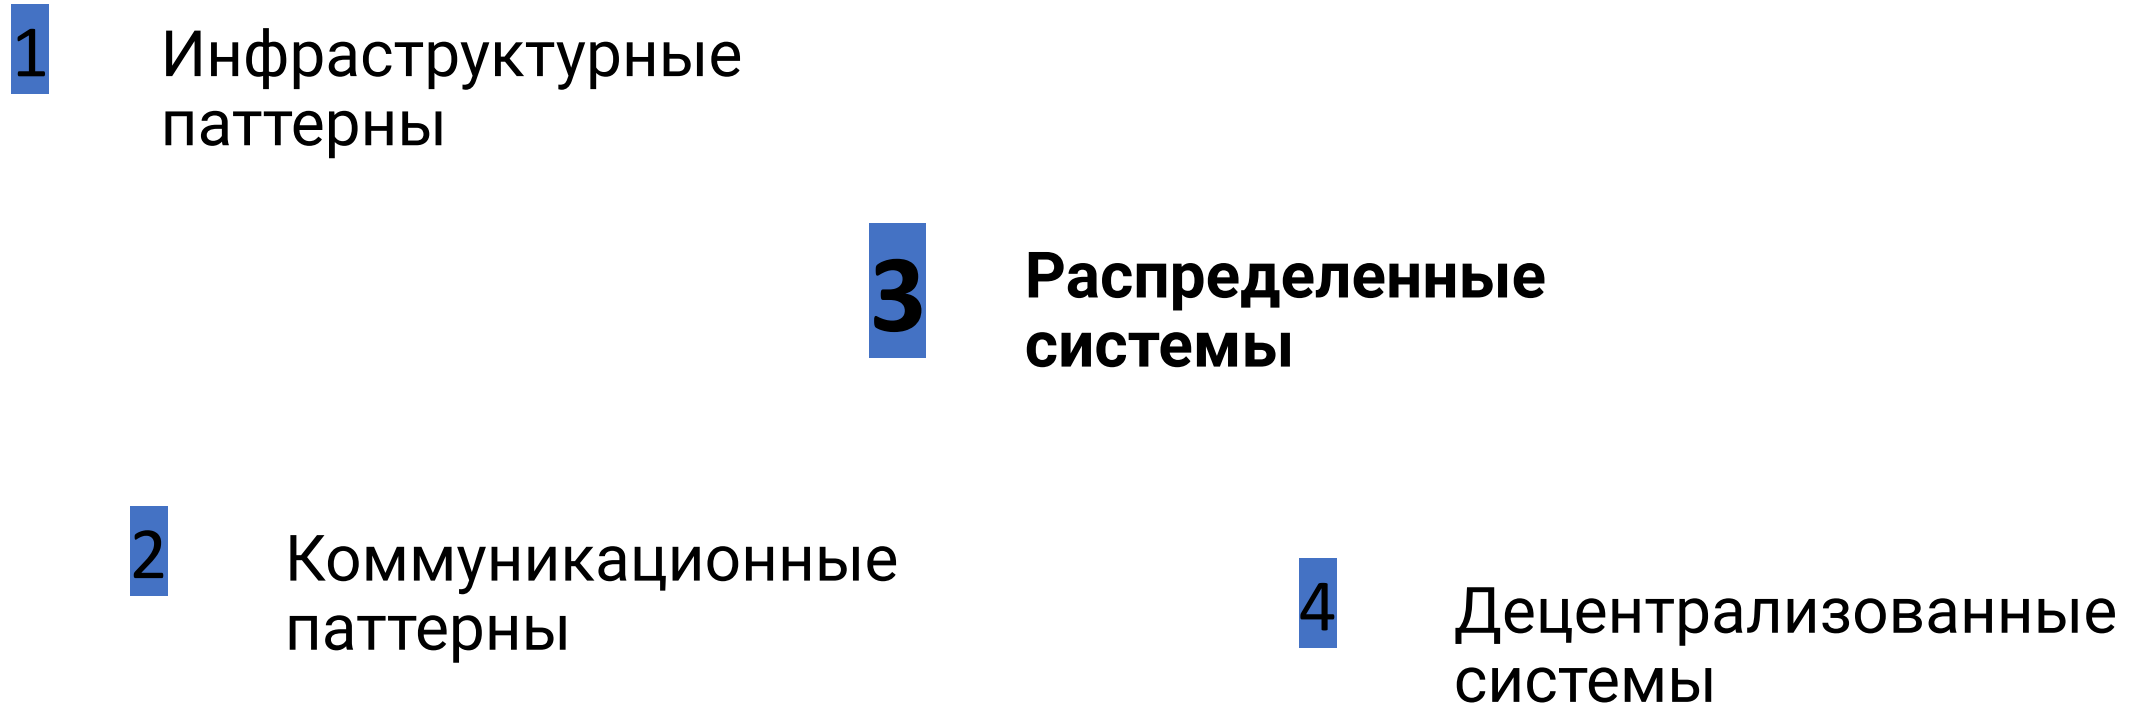 1
Инфраструктурные
паттерны
2
Коммуникационные
паттерны
3
Распределенные
системы
4
Децентрализованные
системы